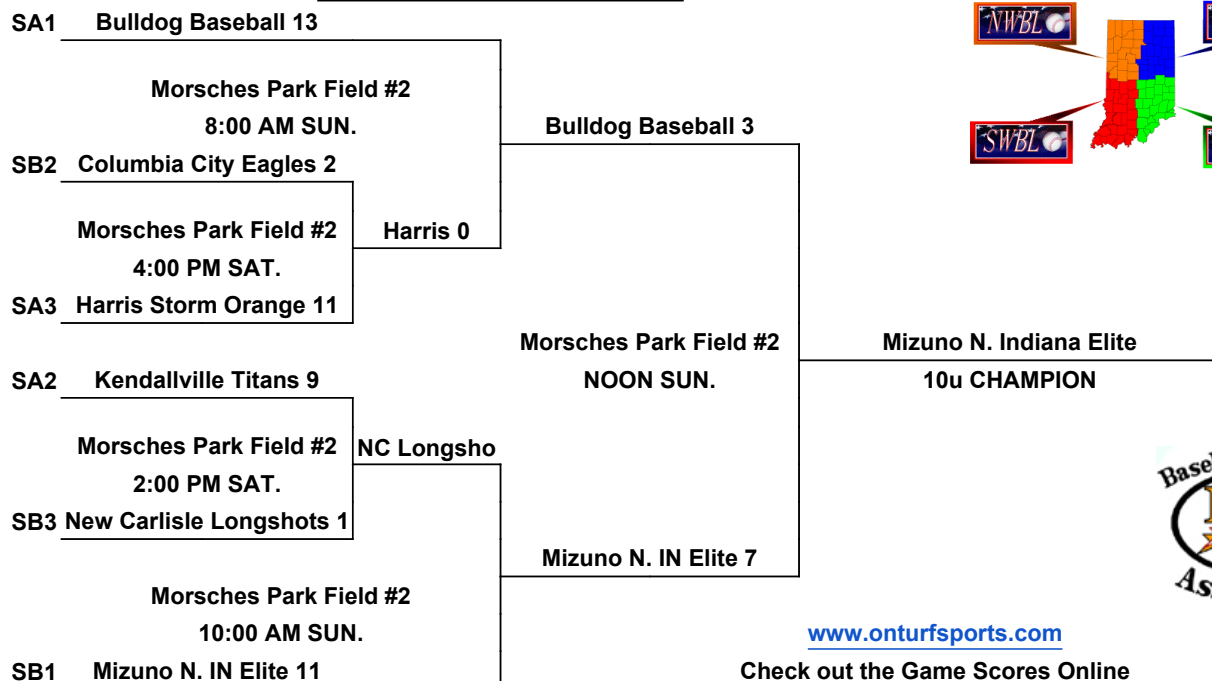 SA1 Bulldog Baseball 13
NWBL
Morsches Park Field #2
8:00 AM SUN.
Bulldog Baseball 3
SWBL
SB2 Columbia City Eagles 2
Morsches Park Field #2
Harris 0
4:00 PM SAT.
SA3 Harris Storm Orange 11
Morsches Park Field #2
NOON SUN.
Mizuno N. Indiana Elite
10u CHAMPION
SA2 Kendallville Titans 9
Morsches Park Field #2
NC Longsho
2:00 PM SAT.
SB3 New Carlisle Longshots 1
Mizuno N. IN Elite 7
Morsches Park Field #2
10:00 AM SUN.
SB1 Mizuno N. IN Elite 11
www.onturfsports.com
Check out the Game Scores Online